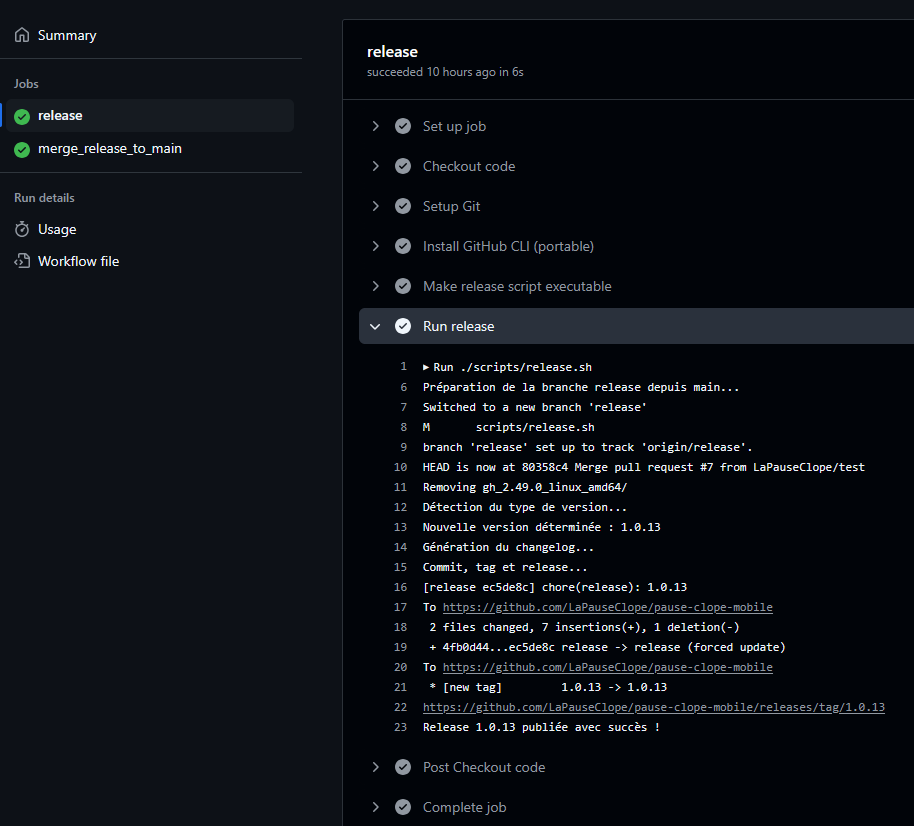 Summary
Jobs
release
merge_release_to_main
Run details
Usage
Workflow file
release
succeeded 10 hours ago in 6s
Set up job
Checkout code
Setup Git
Install GitHub CLI (portable)
Make release script executable
Run release
1 ▶ Run ./scripts/release.sh
6 Préparation de la branche release depuis main...
7 Switched to a new branch 'release'
8 M scripts/release.sh
9 branch 'release' set up to track 'origin/release'.
10 HEAD is now at 80358c4 Merge pull request #7 from LaPauseClope/test
11 Removing gh_2.49.0_linux_amd64/
12 Détection du type de version...
13 Nouvelle version déterminée : 1.0.13
14 Génération du changelog...
15 Commit, tag et release...
16 [release ec5de8c] chore(release): 1.0.13
17 To https://github.com/LaPauseClope/pause-clope-mobile
18 2 files changed, 7 insertions(+), 1 deletion(-)
19 + 4fb0d44...ec5de8c release -> release (forced update)
20 To https://github.com/LaPauseClope/pause-clope-mobile
21 * [new tag] 1.0.13 -> 1.0.13
22 https://github.com/LaPauseClope/pause-clope-mobile/releases/tag/1.0.13
23 Release 1.0.13 publiée avec succès !
Post Checkout code
Complete job